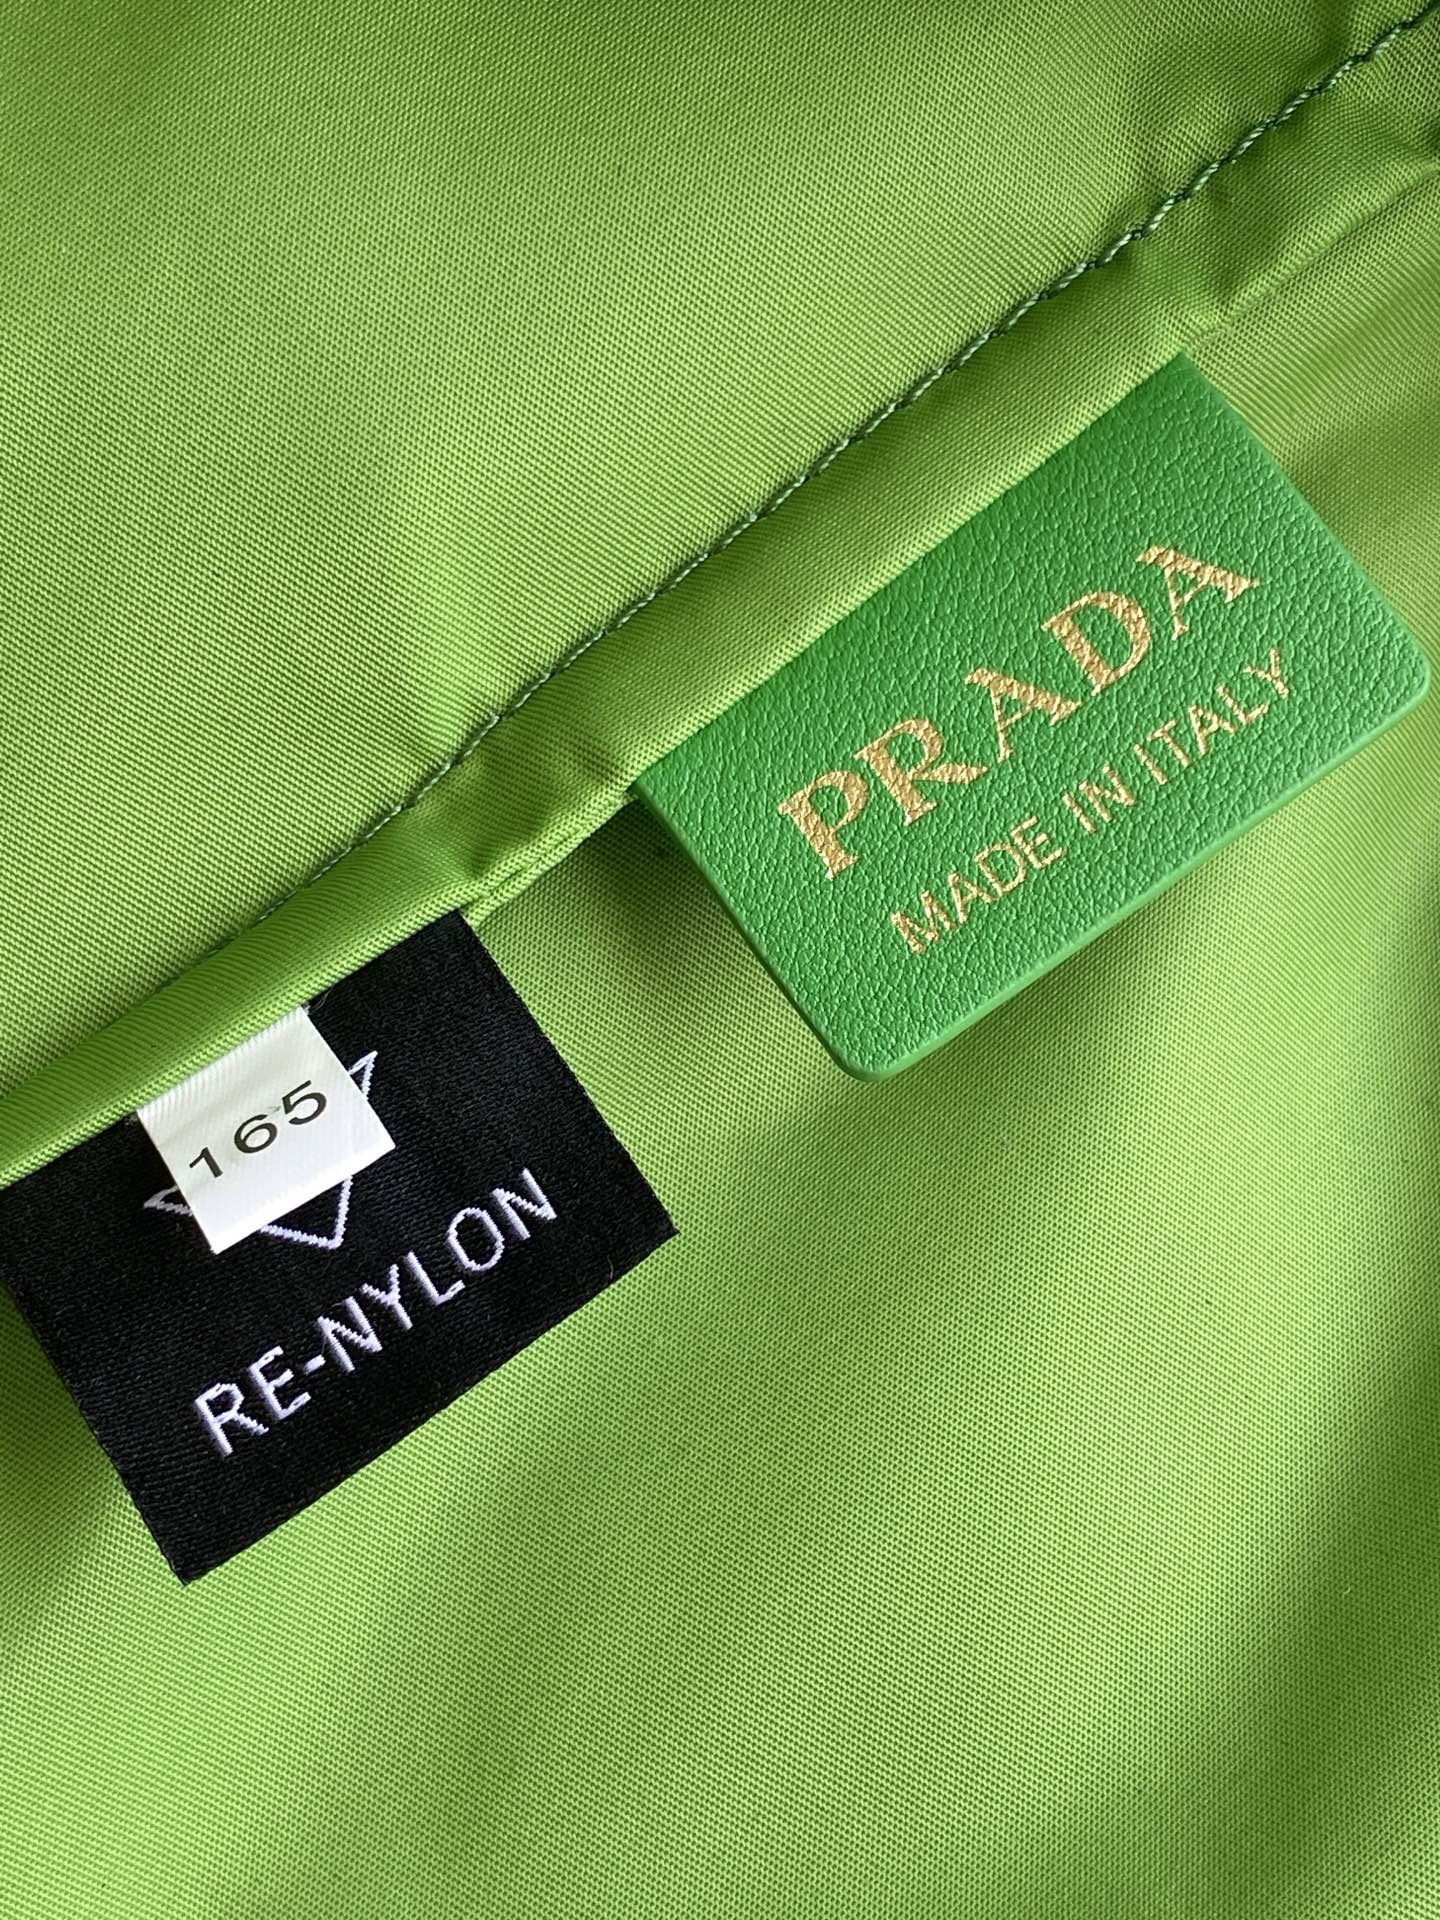 PRADA
MADE IN ITALY
165
RE-NYLON